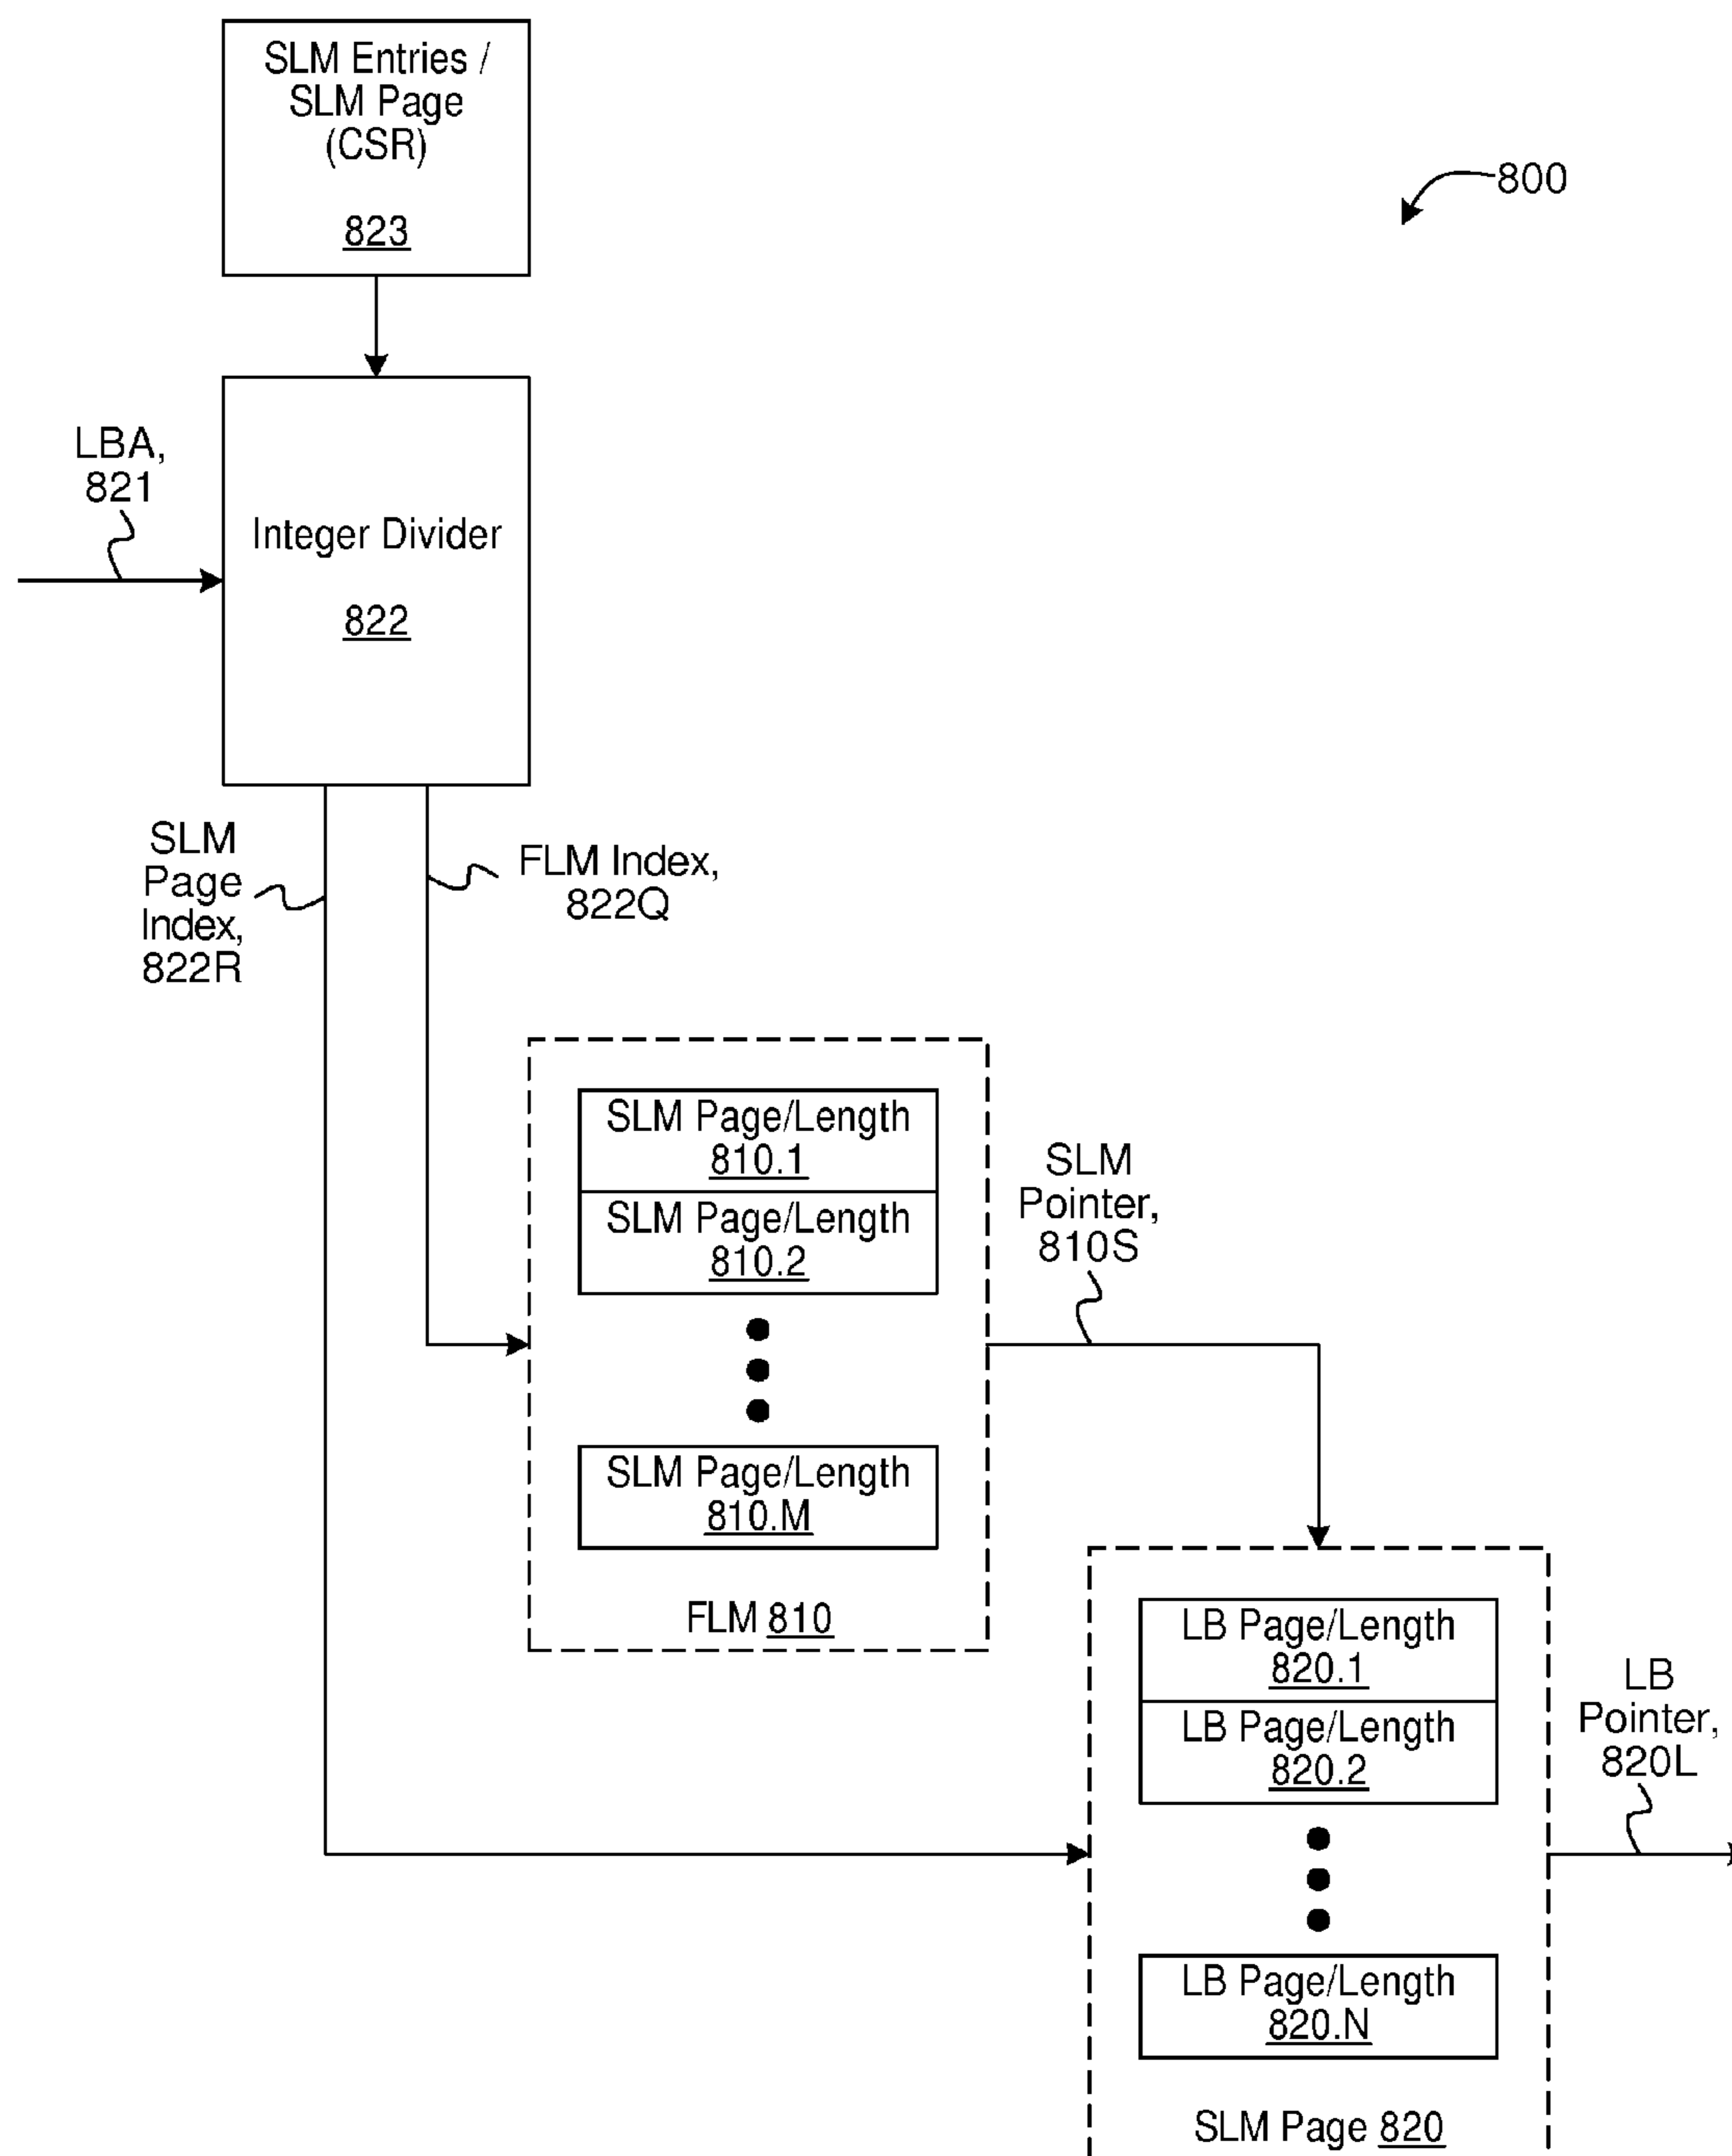 SLM Entries /
SLM Page
(CSR)
823
800
LBA,
821
Integer Divider
822
SLM
Page
Index,
822R
FLM Index,
822Q
SLM Page/Length
810.1
SLM Page/Length
810.2
SLM Page/Length
810.M
FLM 810
SLM
Pointer,
810S
LB Page/Length
820.1
LB Page/Length
820.2
LB Page/Length
820.N
SLM Page 820
LB
Pointer,
820L